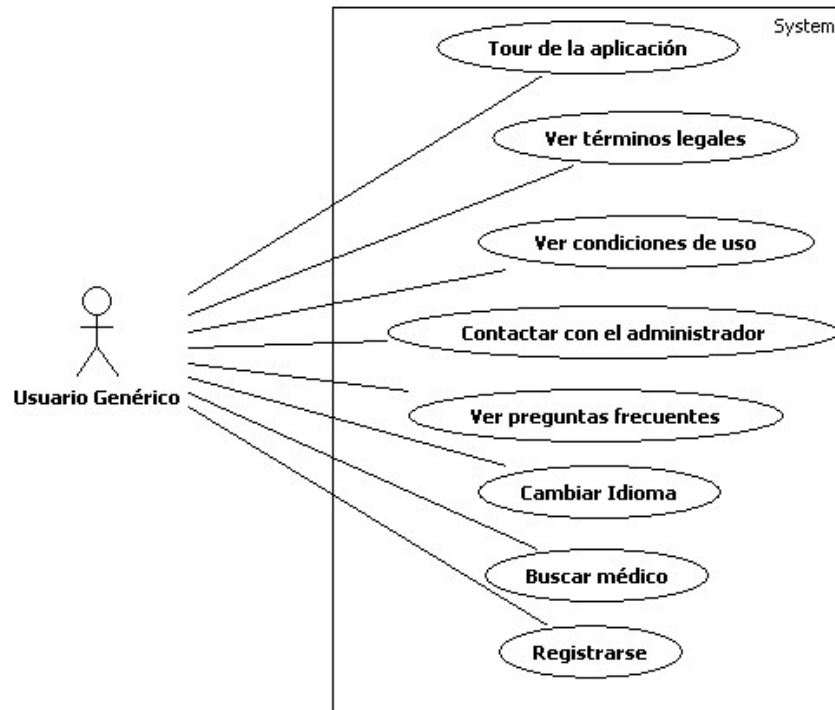 System
Tour de la aplicación
Ver términos legales
Ver condiciones de uso
Contactar con el administrador
Usuario Genérico
Ver preguntas frecuentes
Cambiar Idioma
Buscar médico
Registrarse